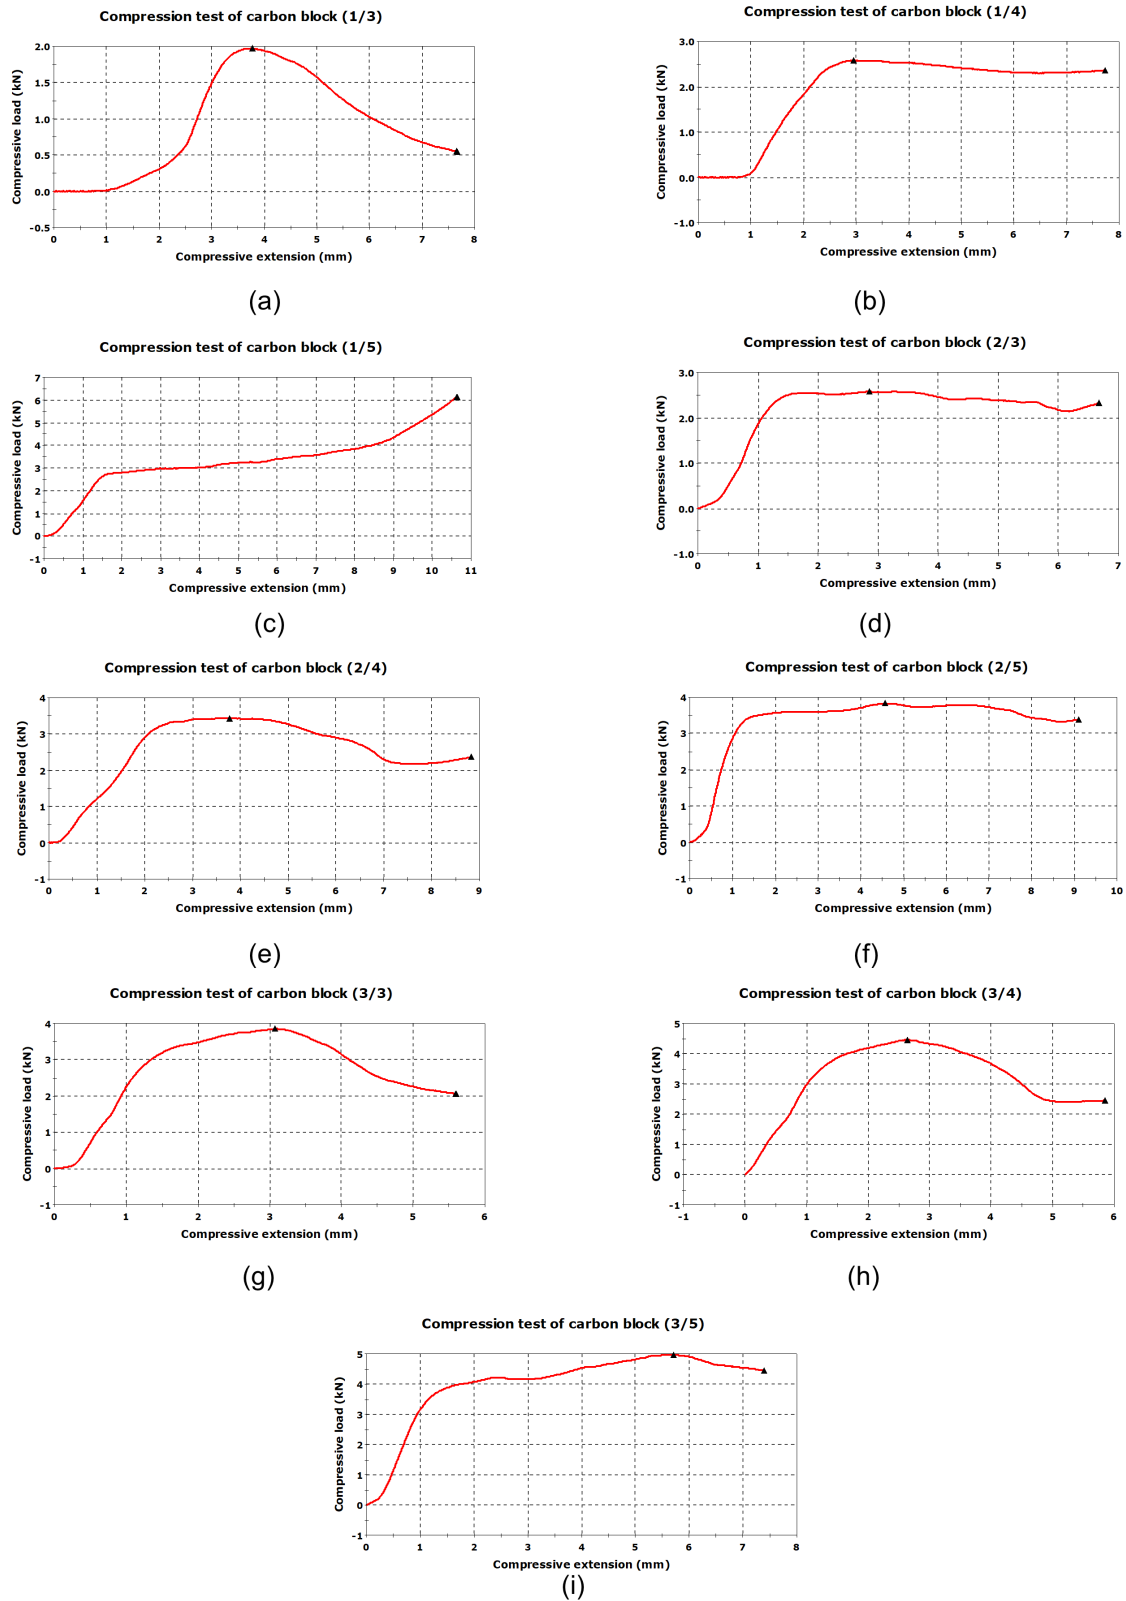 Compression test of carbon block (1/3)
Compressive load (kN)
2.0
1.5
1.0
0.5
0.0
-0.5
0 1 2 3 4 5 6 7 8
Compressive extension (mm)
(a)
Compression test of carbon block (1/4)
Compressive load (kN)
3.0
2.0
1.0
0.0
-1.0
0 1 2 3 4 5 6 7 8
Compressive extension (mm)
(b)
Compression test of carbon block (1/5)
Compressive load (kN)
7
6
5
4
3
2
1
0
-1
0 1 2 3 4 5 6 7 8 9 10 11
Compressive extension (mm)
(c)
Compression test of carbon block (2/3)
Compressive load (kN)
3.0
2.0
1.0
0.0
-1.0
0 1 2 3 4 5 6 7
Compressive extension (mm)
(d)
Compression test of carbon block (2/4)
Compressive load (kN)
4
3
2
1
0
-1
0 1 2 3 4 5 6 7 8 9
Compressive extension (mm)
(e)
Compression test of carbon block (2/5)
Compressive load (kN)
4
3
2
1
0
-1
0 1 2 3 4 5 6 7 8 9 10
Compressive extension (mm)
(f)
Compression test of carbon block (3/3)
Compressive load (kN)
4
3
2
1
0
-1
0 1 2 3 4 5 6
Compressive extension (mm)
(g)
Compression test of carbon block (3/4)
Compressive load (kN)
5
4
3
2
1
0
-1
-1 0 1 2 3 4 5 6
Compressive extension (mm)
(h)
Compression test of carbon block (3/5)
Compressive load (kN)
5
4
3
2
1
0
-1
0 1 2 3 4 5 6 7 8
Compressive extension (mm)
(i)